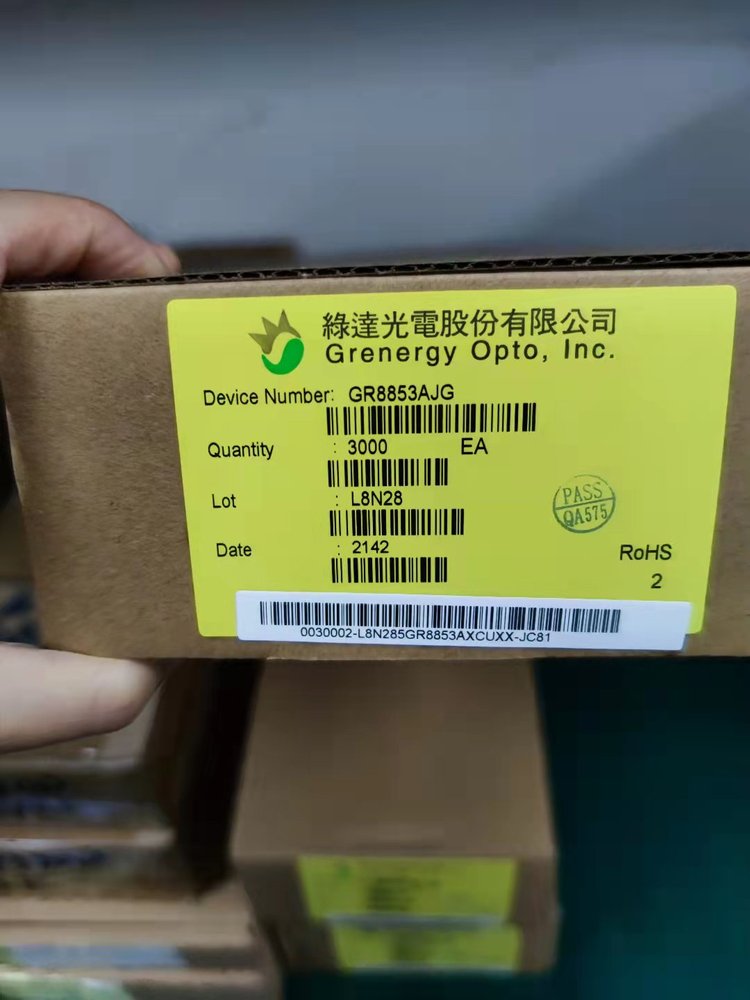 綠達光電股份有限公司
Grenergy Opto, Inc.
Device Number: GR8853AJG
Quantity : 3000 EA
Lot : L8N28
PASS
QA575
Date : 2142
RoHS
2
0030002-L8N285GR8853AXCUXX-JC81